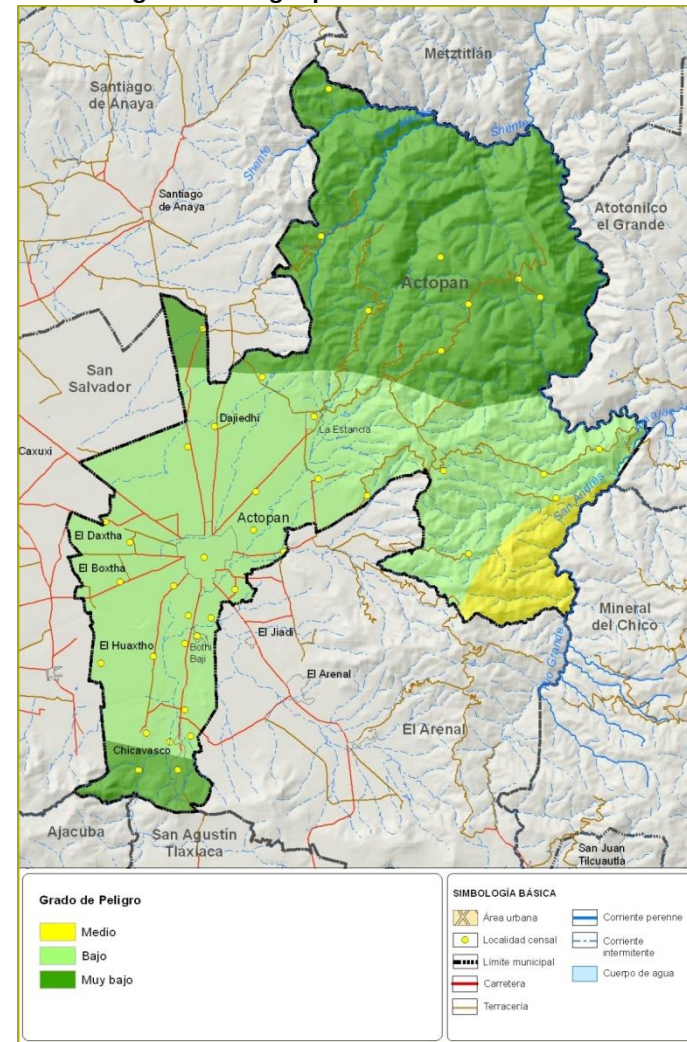 Metztitlán
Santiago
de Anaya
Shente
Shente
Santiago
de Anaya
Atotonilco
el Grande
Actopan
San
Salvador
Dajiedhi
La Estancia
Caxuxi
Actopan
San Andrés
El Daxtha
El Boxtha
Mineral
del Chico
El Jiadi
El Huaxtho
Bothi
Baji
Río Grande
El Arenal
El Arenal
Chicavasco
Ajacuba
San Agustín
Tlaxiaca
San Juan
Tilcuautla
Grado de Peligro
Medio
Bajo
Muy bajo
SIMBOLOGÍA BÁSICA
Área urbana
Corriente perenne
Localidad censal
Corriente
intermitente
Límite municipal
Cuerpo de agua
Carretera
Terracería